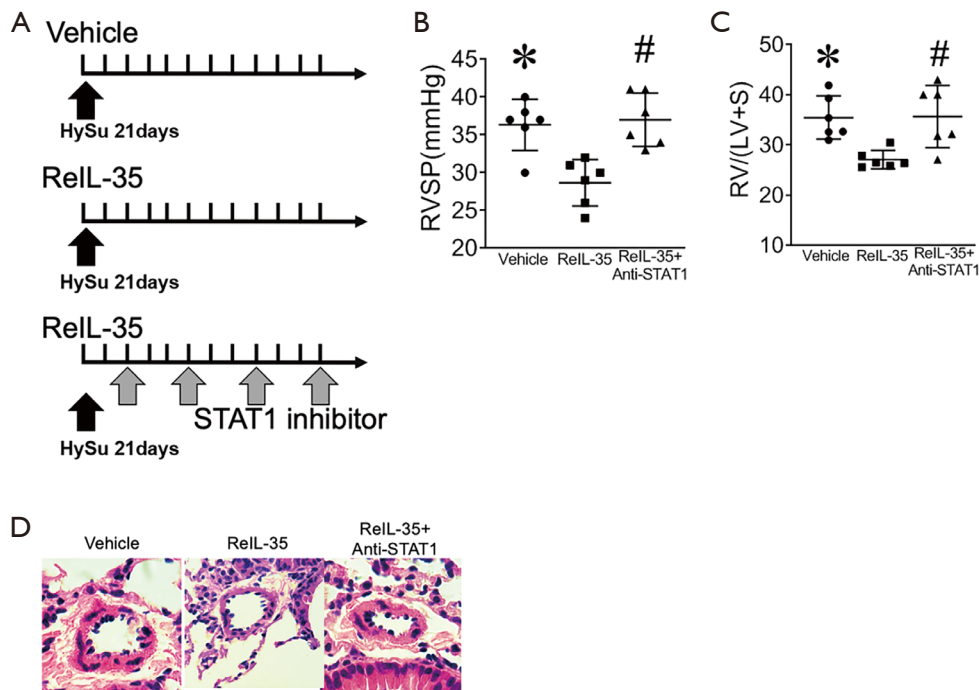 A
Vehicle
HySu 21days
ReIL-35
HySu 21days
ReIL-35
STAT1 inhibitor
HySu 21days
B
RVSP(mmHg)
40
35
30
25
20
*
#
Vehicle
ReIL-35
ReIL-35+
Anti-STAT1
C
RV/(LV+S)
50
40
30
20
10
*
#
Vehicle
ReIL-35
ReIL-35+
Anti-STAT1
D
Vehicle
ReIL-35
ReIL-35+
Anti-STAT1